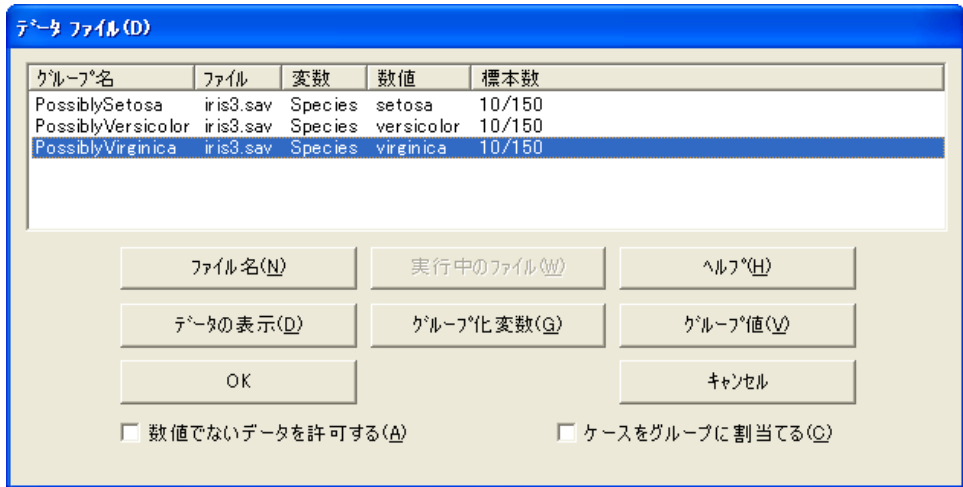 データ ファイル(D)
グループ名 ファイル 変数 数値 標本数
PossiblySetosa iris3.sav Species setosa 10/150
PossiblyVersicolor iris3.sav Species versicolor 10/150
PossiblyVirginica iris3.sav Species virginica 10/150
ファイル名(N) 実行中のファイル(W) ヘルプ(H)
データの表示(D) グループ化変数(G) グループ値(V)
OK キャンセル
数値でないデータを許可する(A) ケースをグループに割当てる(C)